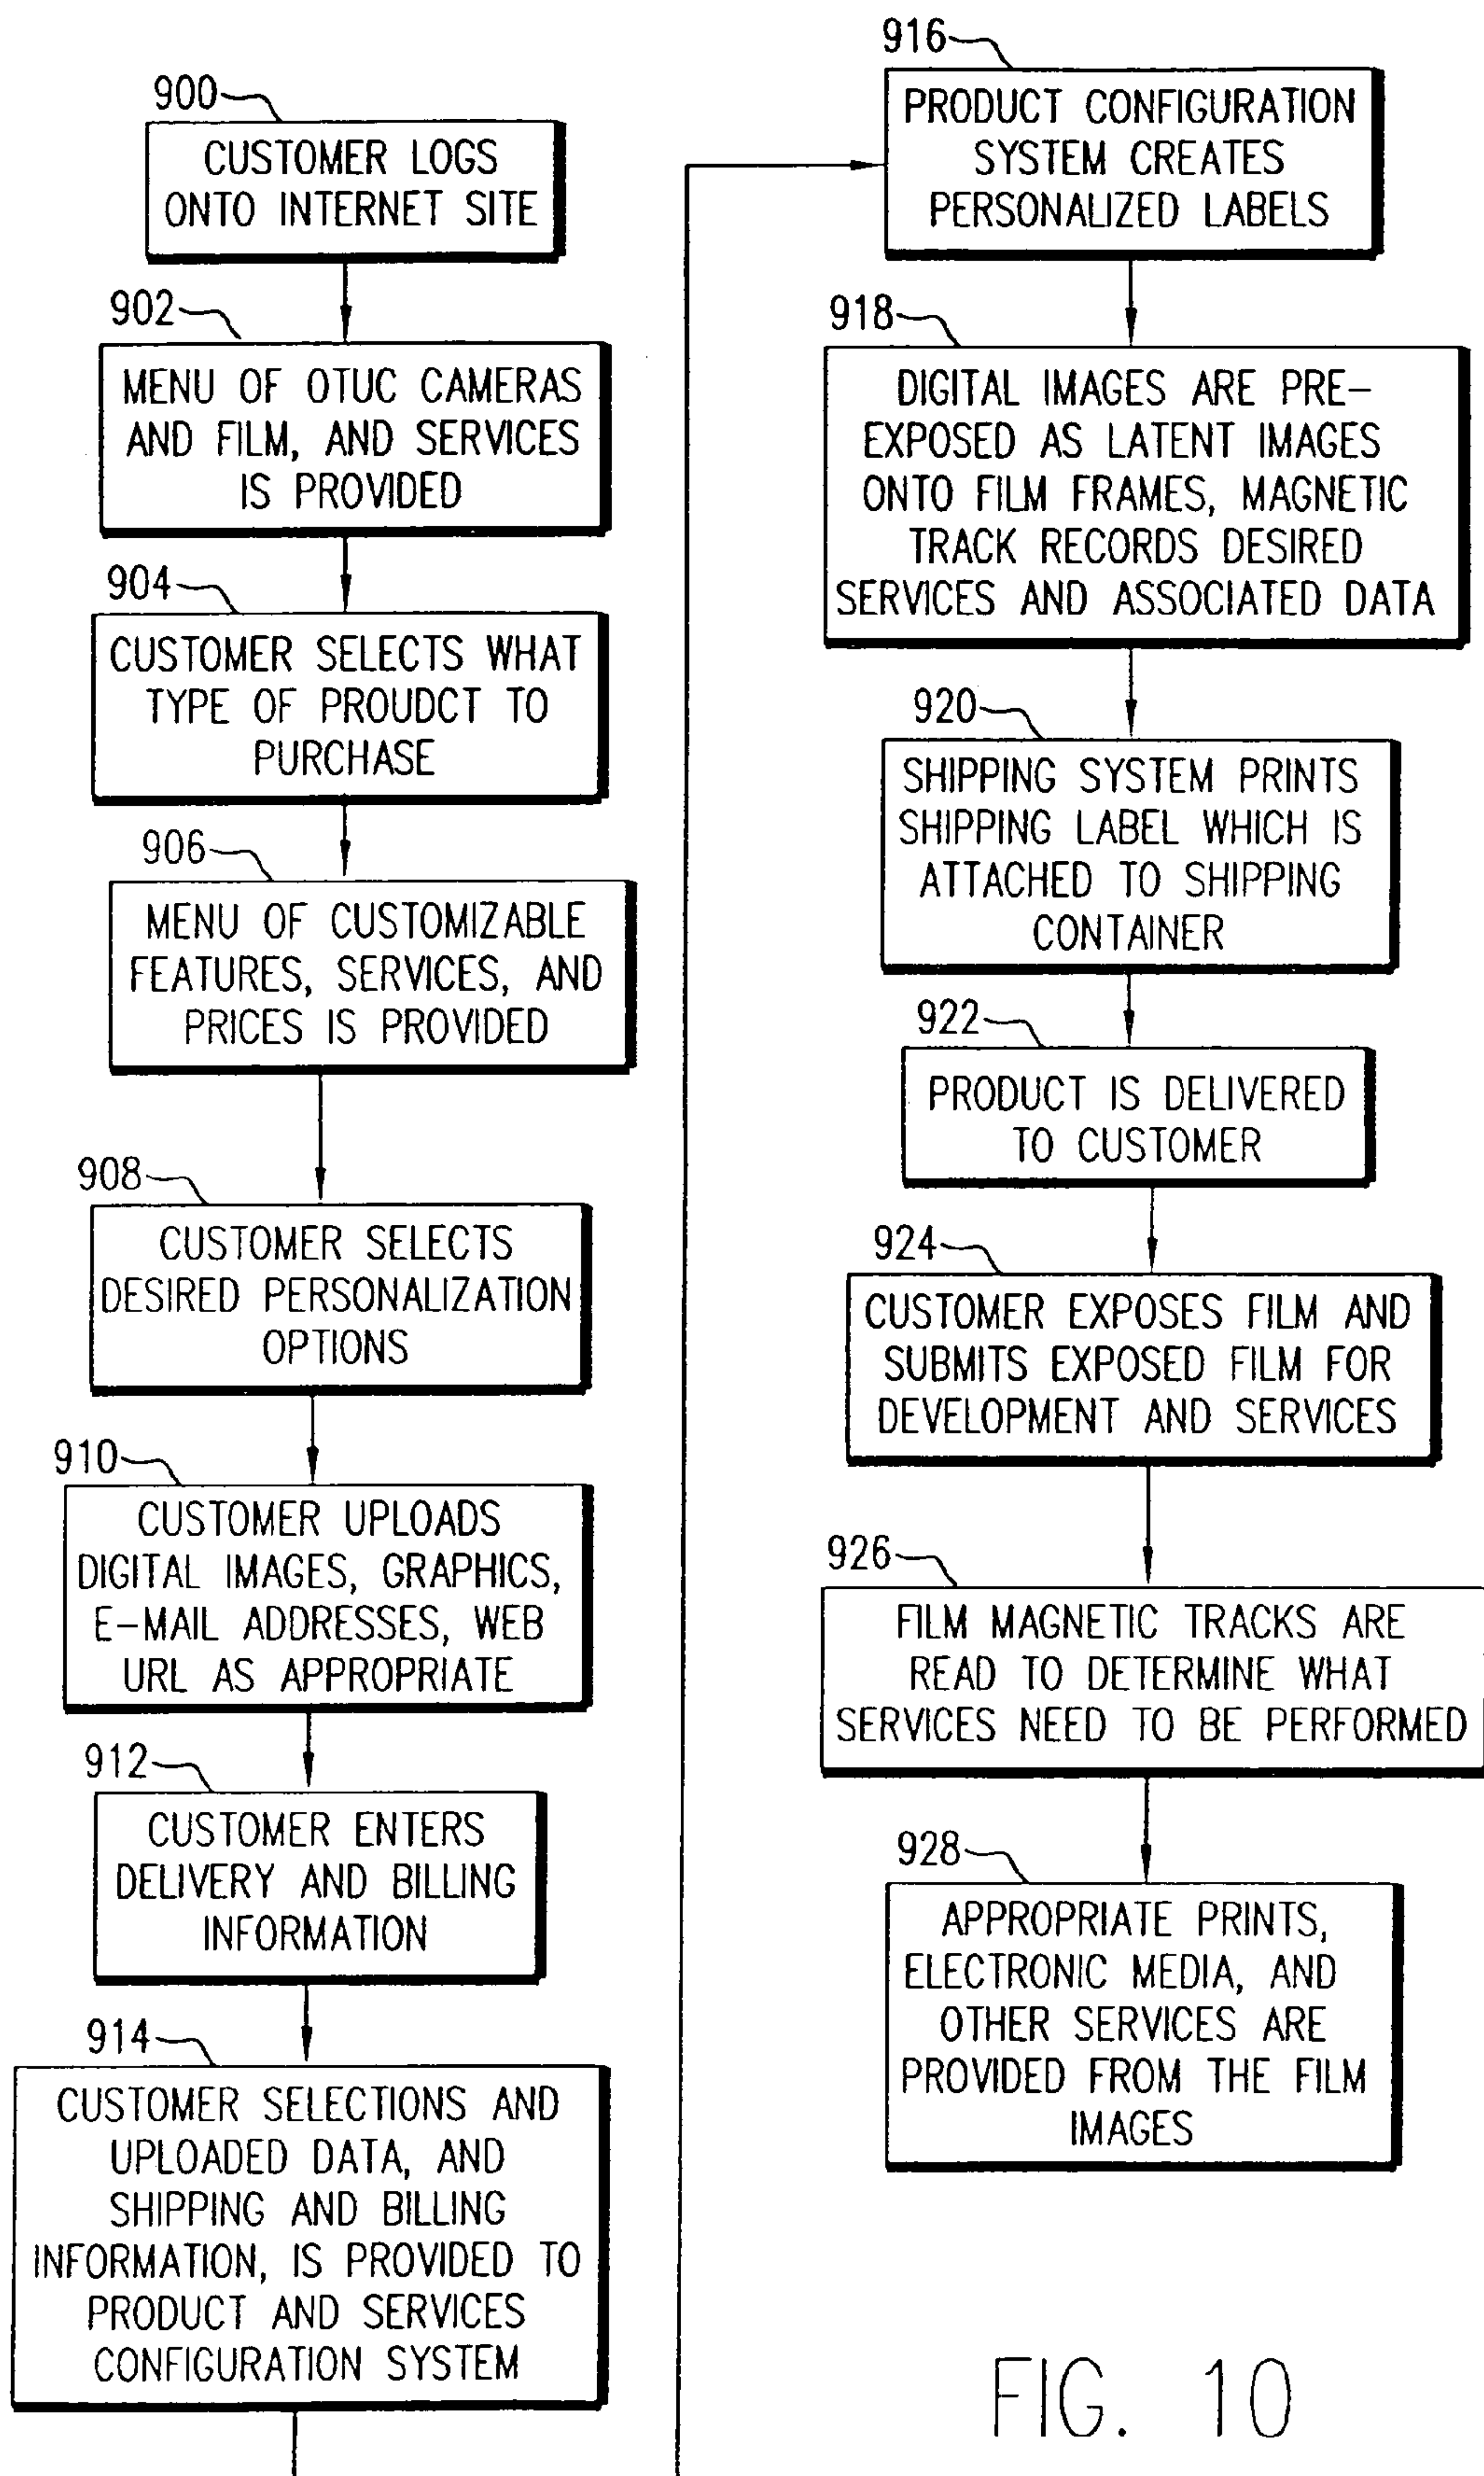 900
CUSTOMER LOGS
ONTO INTERNET SITE
902
MENU OF OTUC CAMERAS
AND FILM, AND SERVICES
IS PROVIDED
904
CUSTOMER SELECTS WHAT
TYPE OF PROUDCT TO
PURCHASE
906
MENU OF CUSTOMIZABLE
FEATURES, SERVICES, AND
PRICES IS PROVIDED
908
CUSTOMER SELECTS
DESIRED PERSONALIZATION
OPTIONS
910
CUSTOMER UPLOADS
DIGITAL IMAGES, GRAPHICS,
E-MAIL ADDRESSES, WEB
URL AS APPROPRIATE
912
CUSTOMER ENTERS
DELIVERY AND BILLING
INFORMATION
914
CUSTOMER SELECTIONS AND
UPLOADED DATA, AND
SHIPPING AND BILLING
INFORMATION, IS PROVIDED TO
PRODUCT AND SERVICES
CONFIGURATION SYSTEM
916
PRODUCT CONFIGURATION
SYSTEM CREATES
PERSONALIZED LABELS
918
DIGITAL IMAGES ARE PRE-
EXPOSED AS LATENT IMAGES
ONTO FILM FRAMES, MAGNETIC
TRACK RECORDS DESIRED
SERVICES AND ASSOCIATED DATA
920
SHIPPING SYSTEM PRINTS
SHIPPING LABEL WHICH IS
ATTACHED TO SHIPPING
CONTAINER
922
PRODUCT IS DELIVERED
TO CUSTOMER
924
CUSTOMER EXPOSES FILM AND
SUBMITS EXPOSED FILM FOR
DEVELOPMENT AND SERVICES
926
FILM MAGNETIC TRACKS ARE
READ TO DETERMINE WHAT
SERVICES NEED TO BE PERFORMED
928
APPROPRIATE PRINTS,
ELECTRONIC MEDIA, AND
OTHER SERVICES ARE
PROVIDED FROM THE FILM
IMAGES
FIG. 10